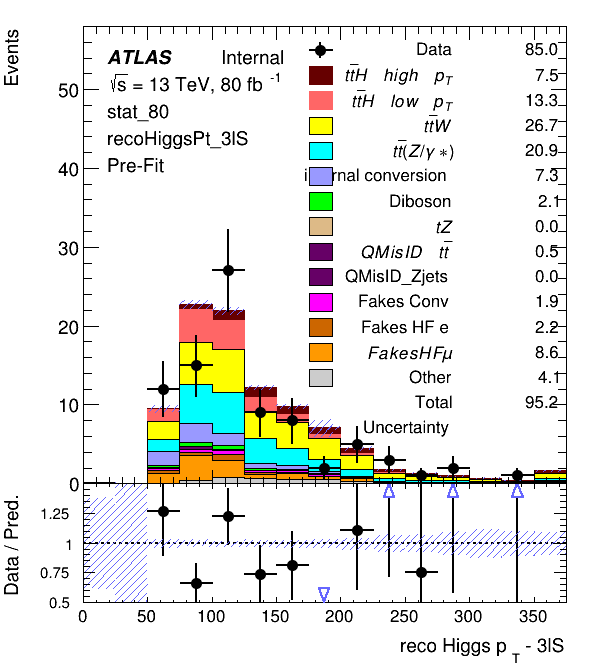 Events
ATLAS Internal
√s = 13 TeV, 80 fb -1
stat_80
recoHiggsPt_3lS
Pre-Fit
Data 85.0
tt̄H high pT 7.5
tt̄H low pT 13.3
tt̄W 26.7
tt̄(Z/γ*) 20.9
internal conversion 7.3
Diboson 2.1
tZ 0.0
QMisID tt̄ 0.5
QMisID_Zjets 0.0
Fakes Conv 1.9
Fakes HF e 2.2
FakesHFμ 8.6
Other 4.1
Total 95.2
Uncertainty
50
40
30
20
10
0
Data / Pred.
1.25
1
0.75
0.5
0 50 100 150 200 250 300 350
reco Higgs p T - 3lS